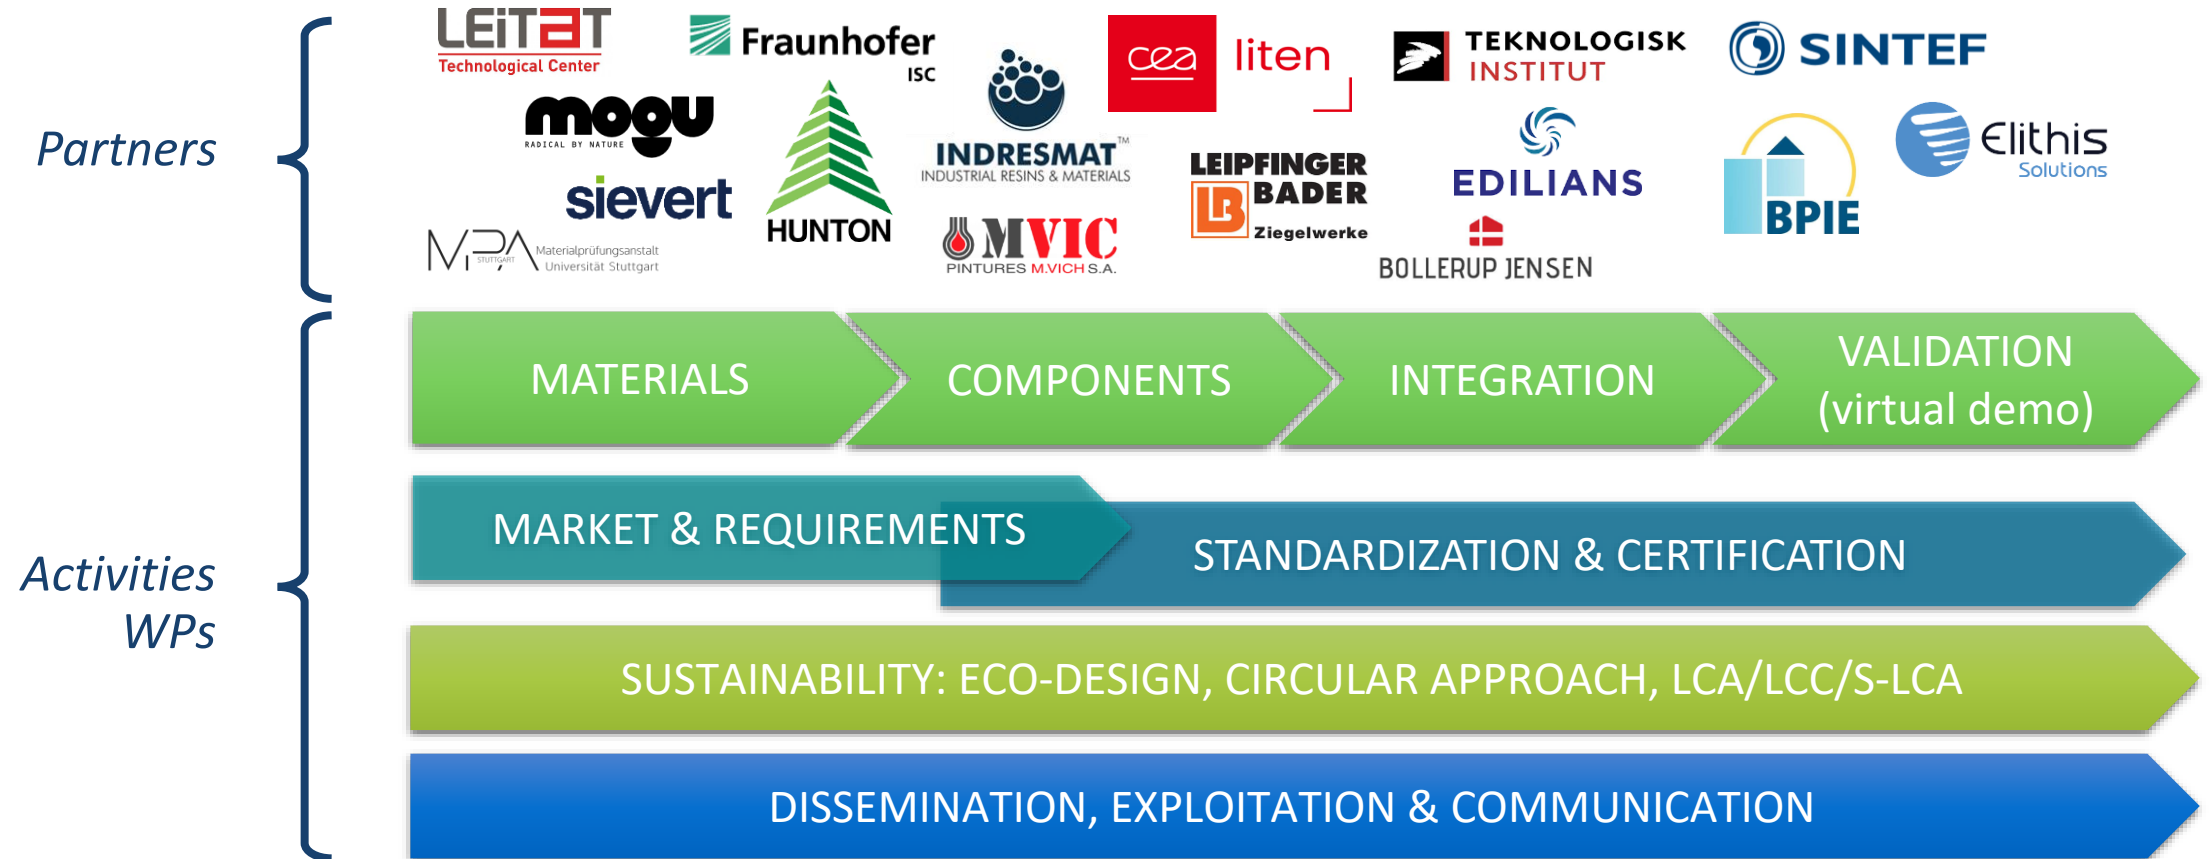 Partners
LEiTAT
Technological Center
Fraunhofer
ISC
cea liten
TEKNOLOGISK
INSTITUT
SINTEF
mogu
RADICAL BY NATURE
sievert
HUNTON
INDRESMAT™
INDUSTRIAL RESINS & MATERIALS
LEIPFINGER
BADER
LB
Ziegelwerke
EDILIANS
BPIE
Elithis
Solutions
MPA
STUTTGART
Materialprüfungsanstalt
Universität Stuttgart
MVIC
PINTURES M.VICH S.A.
BOLLERUP JENSEN
Activities
WPs
MATERIALS
COMPONENTS
INTEGRATION
VALIDATION
(virtual demo)
MARKET & REQUIREMENTS
STANDARDIZATION & CERTIFICATION
SUSTAINABILITY: ECO-DESIGN, CIRCULAR APPROACH, LCA/LCC/S-LCA
DISSEMINATION, EXPLOITATION & COMMUNICATION